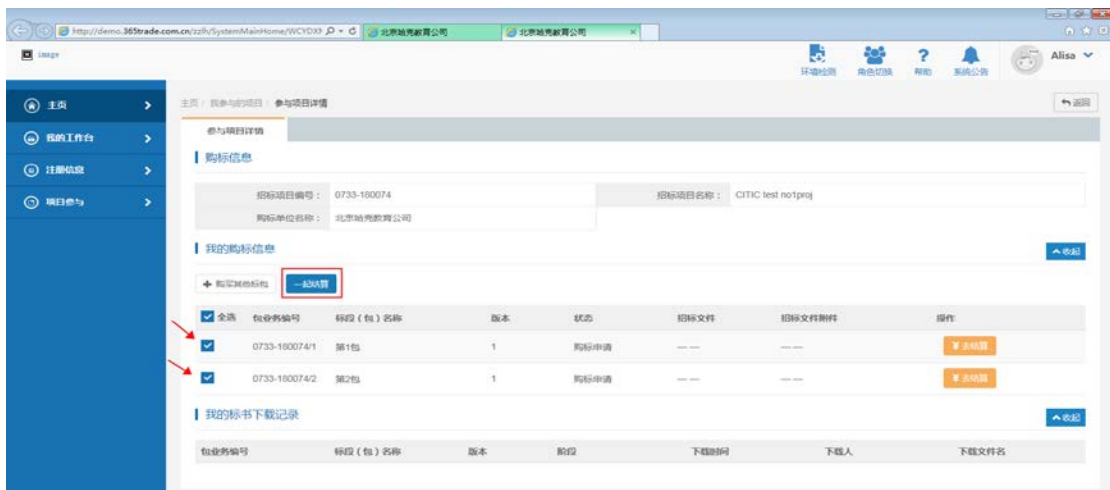 http://demo.365trade.com.cn/zzlh/SystemMainHome/WCYDX
北京哈壳教育公司
北京哈壳教育公司
image
环境检测
角色切换
帮助
系统公告
Alisa
主页
我的工作台
注册信息
项目参与
主页 / 我参与的项目 / 参与项目详情
返回
参与项目详情
购标信息
招标项目编号： 0733-180074
招标项目名称： CITIC test no1proj
购标单位名称： 北京哈壳教育公司
我的购标信息
收起
购买其他标包
一起结算
全选 包业务编号 标段（包）名称 版本 状态 招标文件 招标文件附件 操作
0733-180074/1 第1包 1 购标申请 --- --- --- --- ¥ 去结算
0733-180074/2 第2包 1 购标申请 --- --- --- --- ¥ 去结算
我的标书下载记录
收起
包业务编号 标段（包）名称 版本 阶段 下载时间 下载人 下载文件名